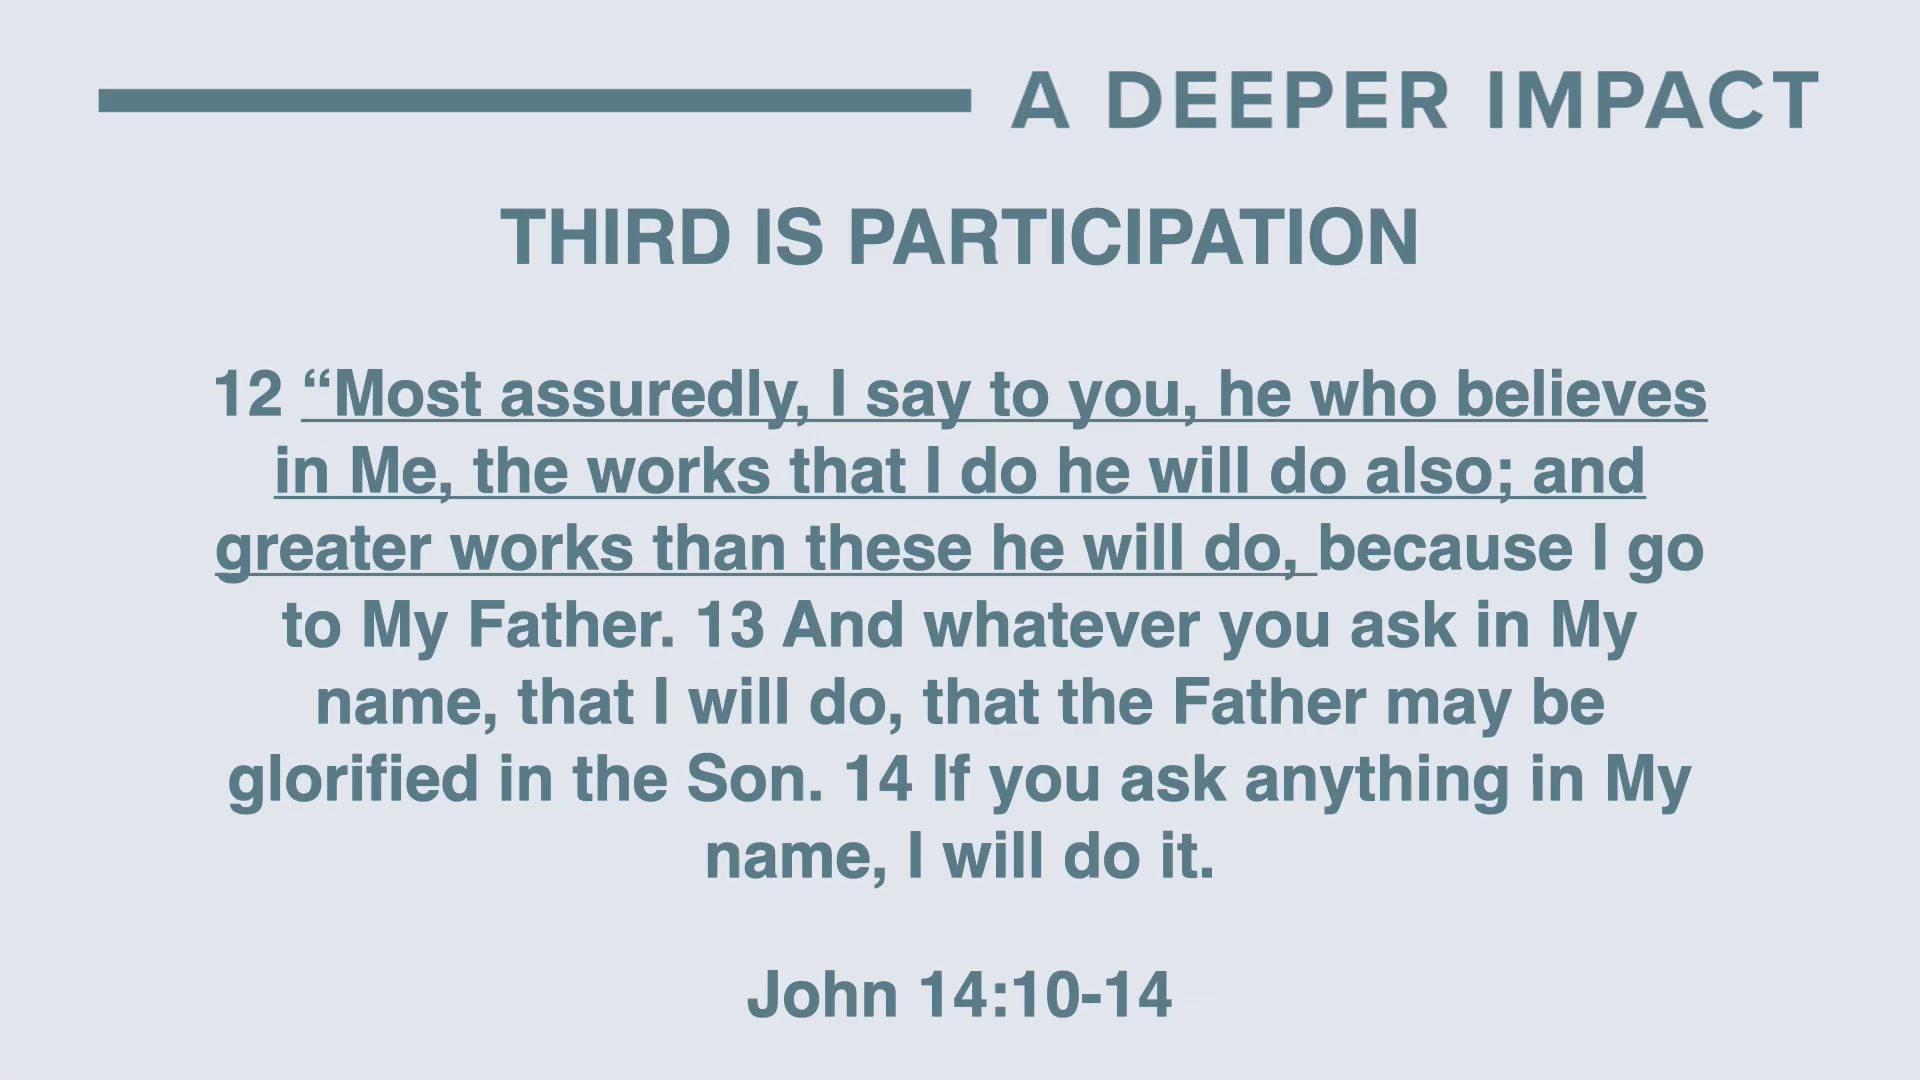 A DEEPER IMPACT
THIRD IS PARTICIPATION
12 “Most assuredly, I say to you, he who believes
in Me, the works that I do he will do also; and
greater works than these he will do, because I go
to My Father. 13 And whatever you ask in My
name, that I will do, that the Father may be
glorified in the Son. 14 If you ask anything in My
name, I will do it.
John 14:10-14